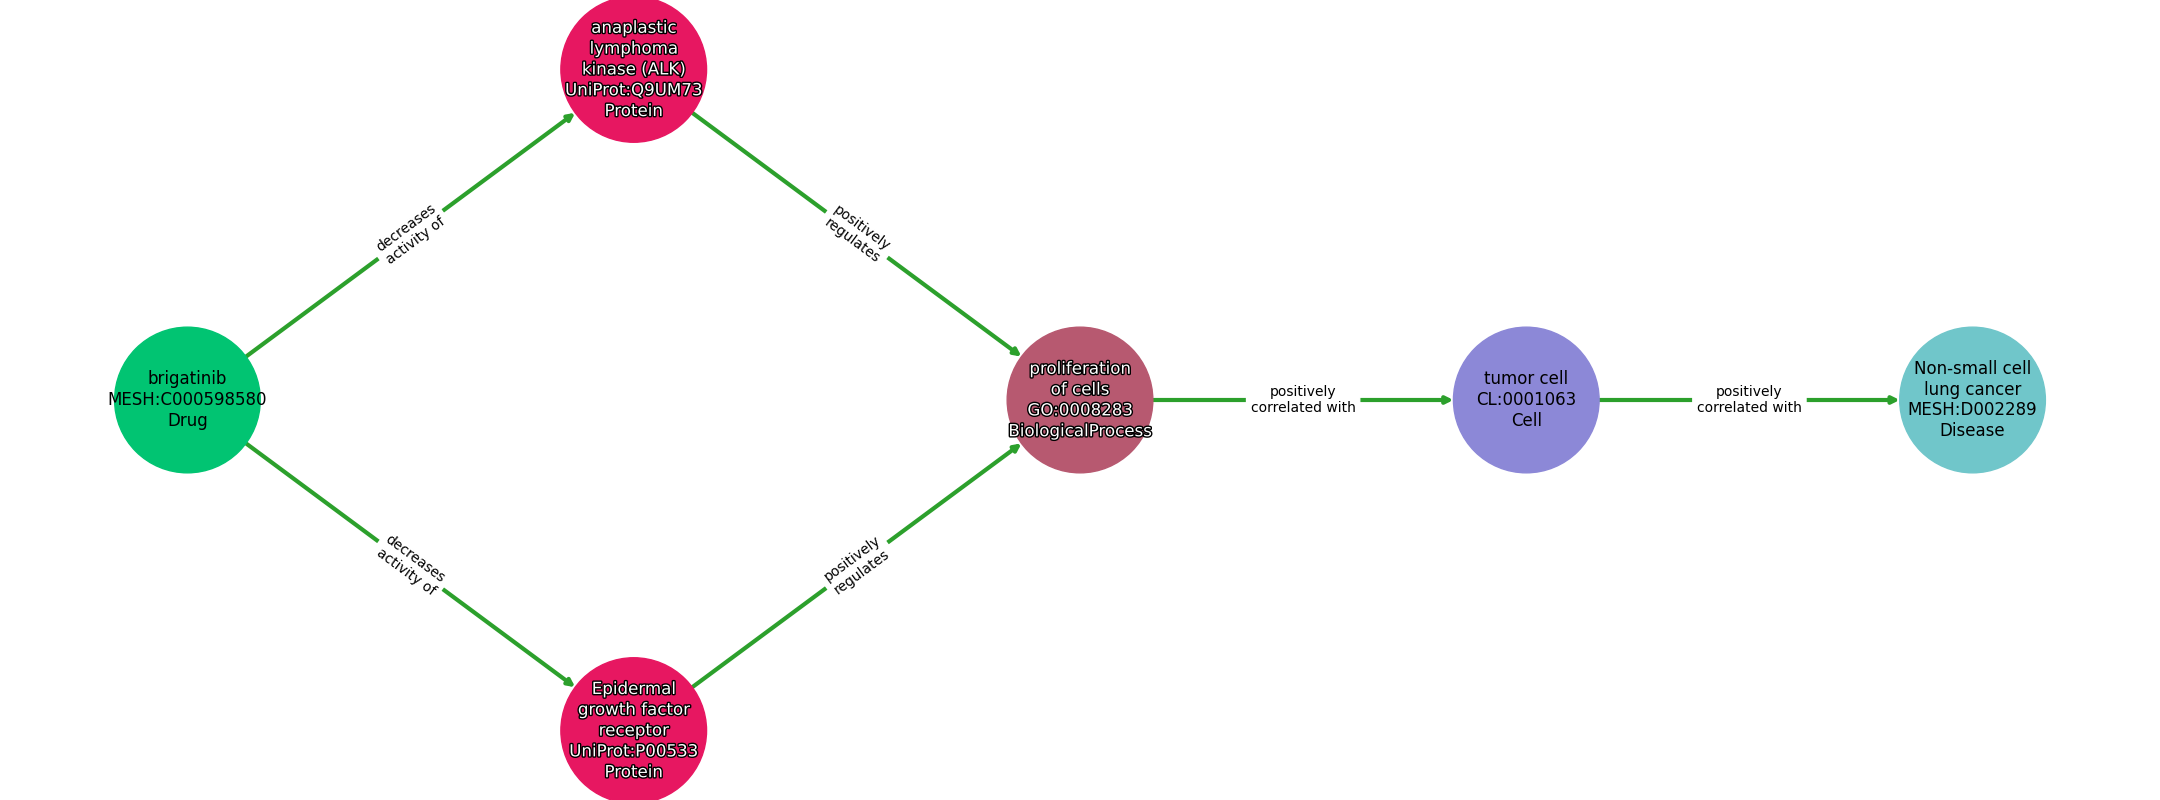 anaplastic
lymphoma
kinase (ALK)
UniProt:Q9UM73
Protein
decreases
activity of
positively
regulates
brigatinib
MESH:C000598580
Drug
proliferation
of cells
GO:0008283
BiologicalProcess
positively
correlated with
tumor cell
CL:0001063
Cell
positively
correlated with
Non-small cell
lung cancer
MESH:D002289
Disease
decreases
activity of
positively
regulates
Epidermal
growth factor
receptor
UniProt:P00533
Protein